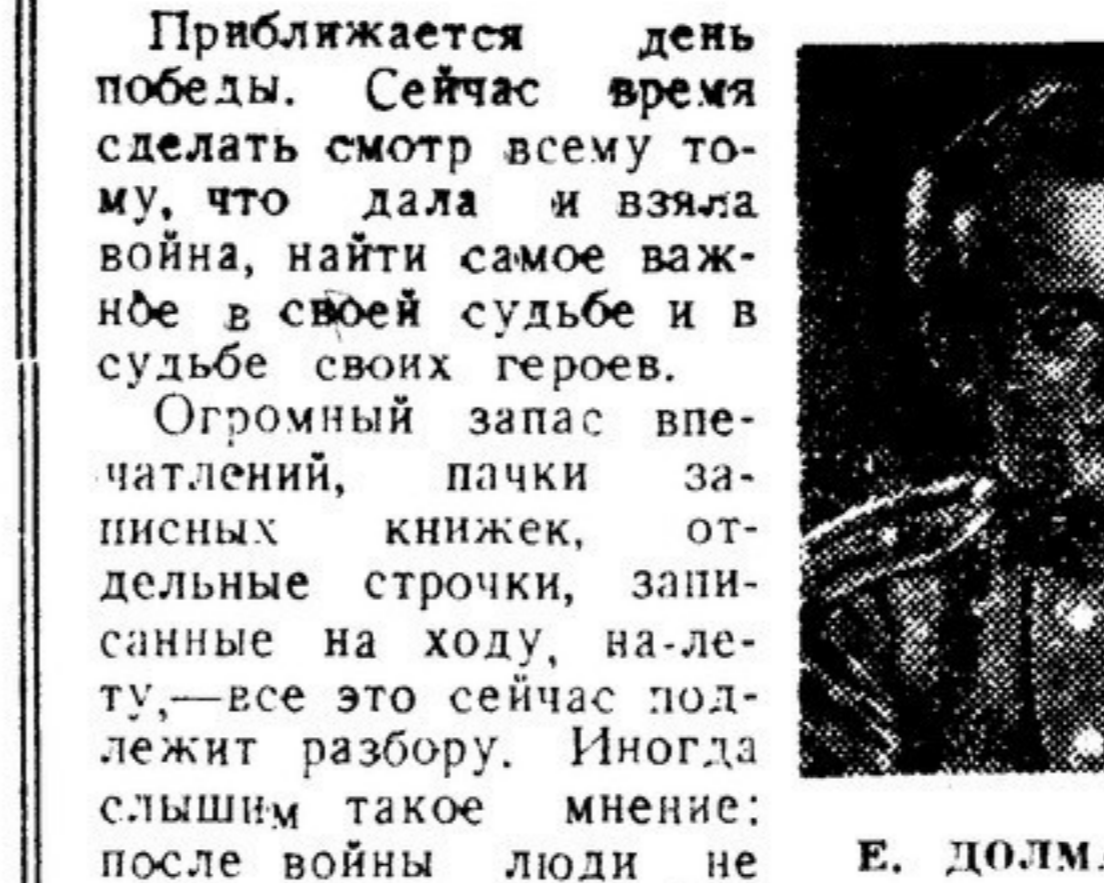 Приближается день
победы. Сейчас время
сделать смотр всему то-
му, что дала и взяла
война, найти самое важ-
ное в своей судьбе и в
судьбе своих героев.
Огромный запас впе-
чатлений, пачки за-
писных книжек, от-
дельные строчки, запи-
санные на ходу, на-ле-
ту,—все это сейчас под-
лежит разбору. Иногда
слышим такое мнение:
после войны люди не
Е. ДОЛМА